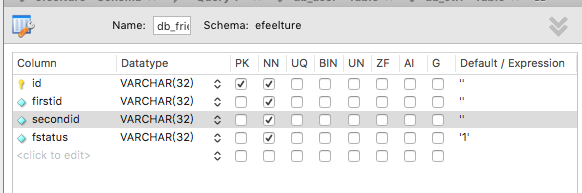 Name: db_frie Schema: efeelture
Column Datatype PK NN UQ BIN UN ZF AI G Default / Expression
id VARCHAR(32) ''
firstid VARCHAR(32) ''
secondid VARCHAR(32) ''
fstatus VARCHAR(32) '1'
<click to edit>